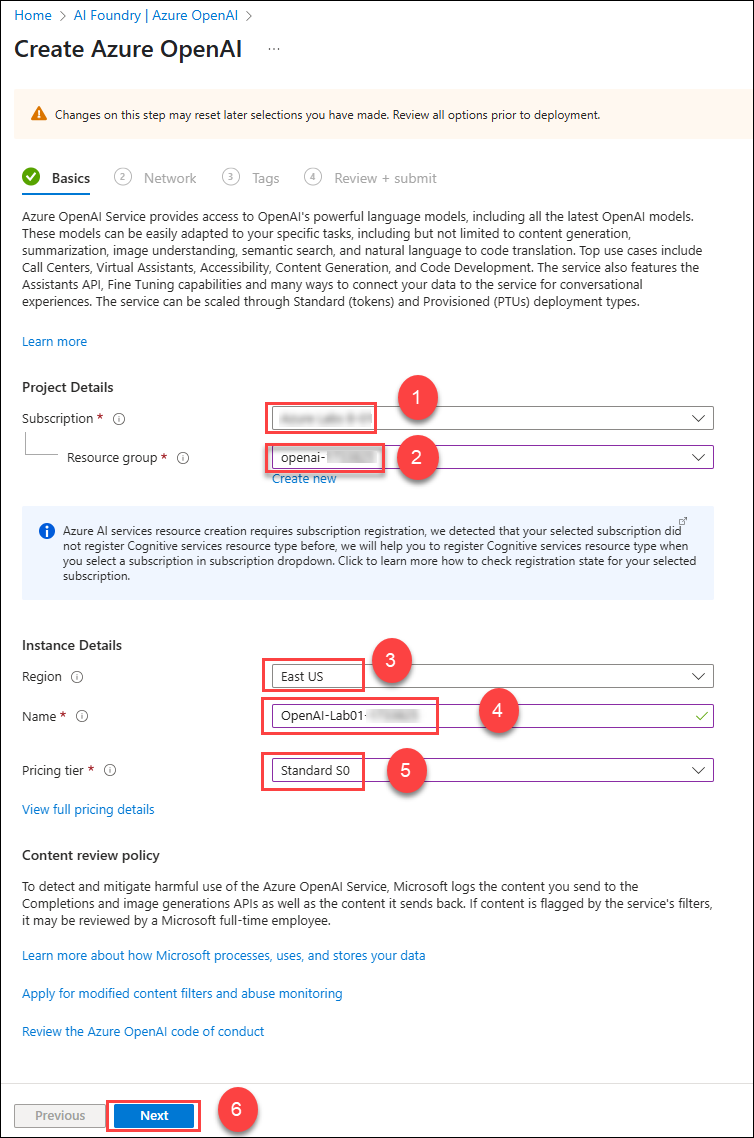 Home > AI Foundry | Azure OpenAI >
Create Azure OpenAI ...
Changes on this step may reset later selections you have made. Review all options prior to deployment.
Basics 2 Network 3 Tags 4 Review + submit
Azure OpenAI Service provides access to OpenAI's powerful language models, including all the latest OpenAI models.
These models can be easily adapted to your specific tasks, including but not limited to content generation,
summarization, image understanding, semantic search, and natural language to code translation. Top use cases include
Call Centers, Virtual Assistants, Accessibility, Content Generation, and Code Development. The service also features the
Assistants API, Fine Tuning capabilities and many ways to connect your data to the service for conversational
experiences. The service can be scaled through Standard (tokens) and Provisioned (PTUs) deployment types.
Learn more
Project Details
1
Subscription *
Resource group * openai- 2
Create new
Azure AI services resource creation requires subscription registration, we detected that your selected subscription did
not register Cognitive services resource type before, we will help you to register Cognitive services resource type when
you select a subscription in subscription dropdown. Click to learn more how to check registration state for your selected
subscription.
Instance Details
Region East US 3
Name * OpenAI-Lab01- 4
Pricing tier * Standard S0 5
View full pricing details
Content review policy
To detect and mitigate harmful use of the Azure OpenAI Service, Microsoft logs the content you send to the
Completions and image generations APIs as well as the content it sends back. If content is flagged by the service's filters,
it may be reviewed by a Microsoft full-time employee.
Learn more about how Microsoft processes, uses, and stores your data
Apply for modified content filters and abuse monitoring
Review the Azure OpenAI code of conduct
Previous Next 6